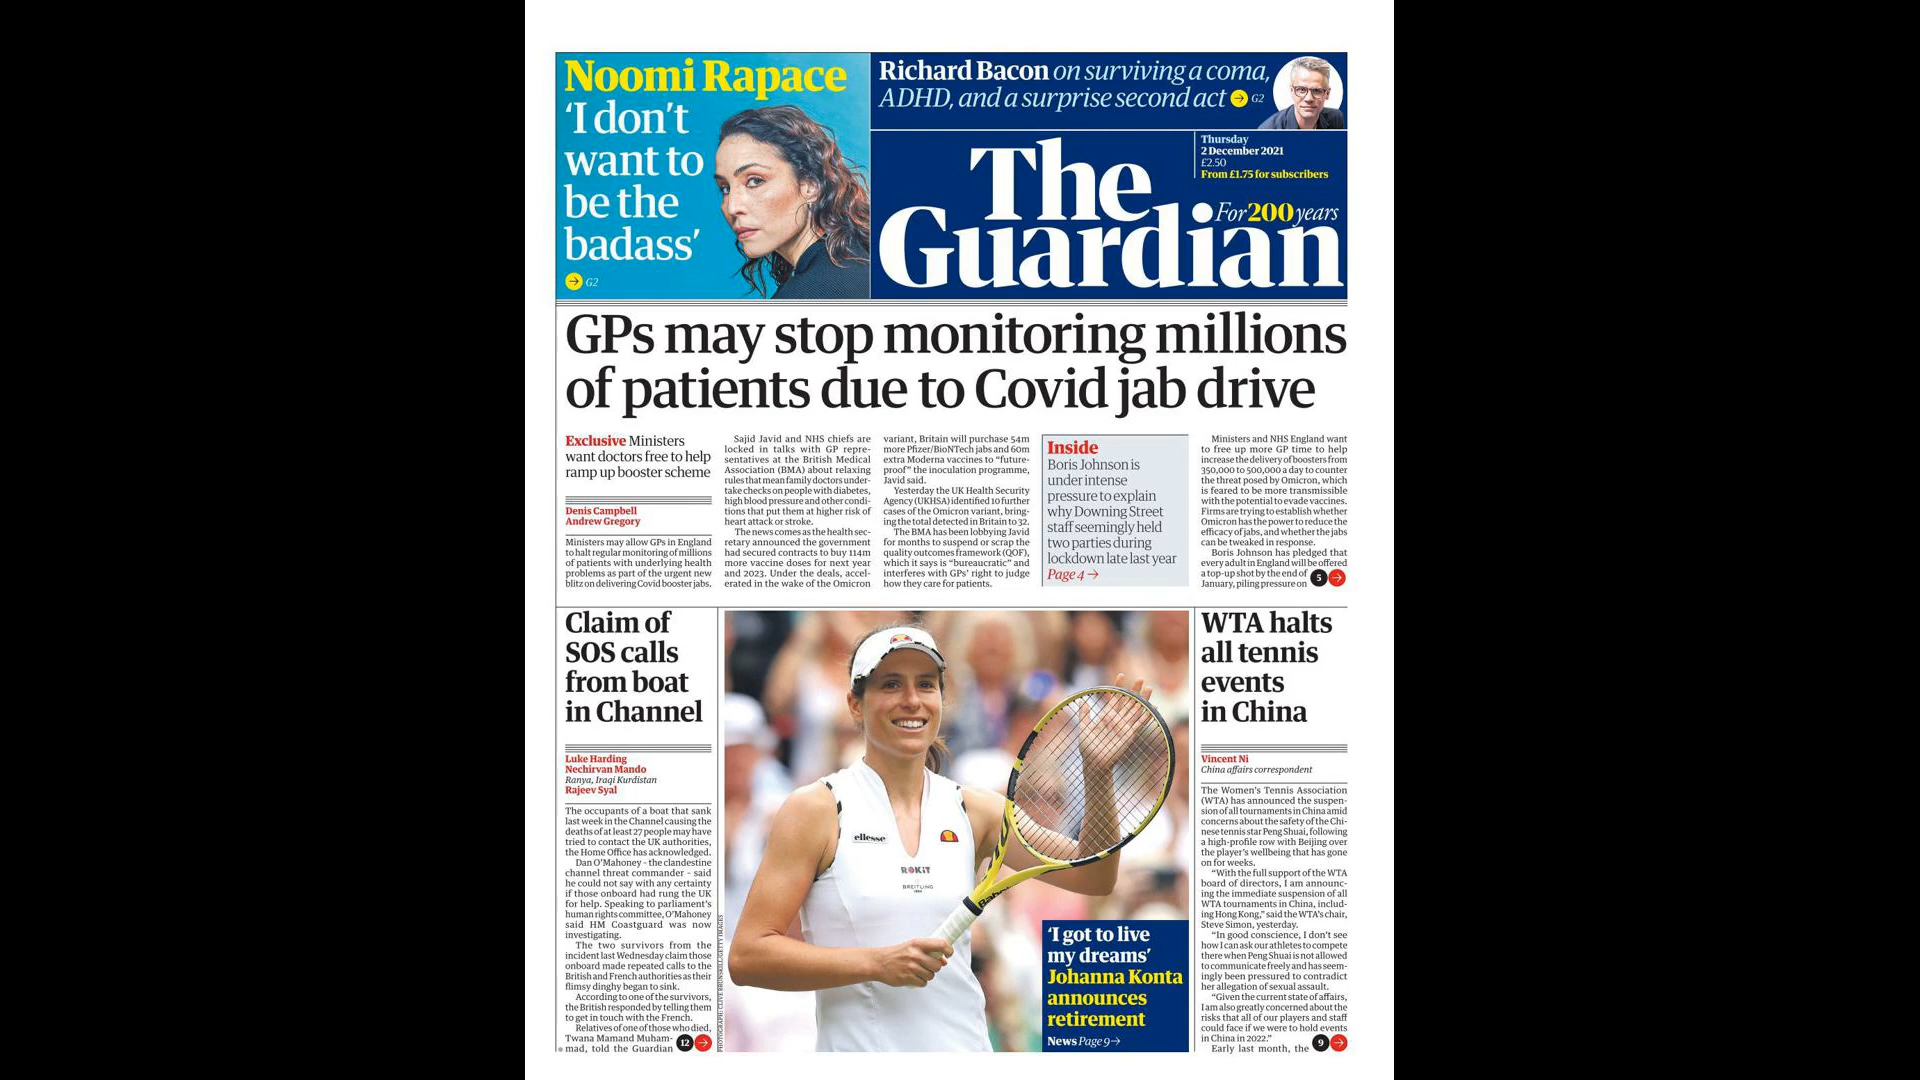 Noomi Rapace
‘I don’t
want to
be the
badass’
G2
Richard Bacon on surviving a coma,
ADHD, and a surprise second act G2
Thursday
2 December 2021
£2.50
From £1.75 for subscribers
The
Guardian
For 200 years
GPs may stop monitoring millions
of patients due to Covid jab drive
Exclusive Ministers
want doctors free to help
ramp up booster scheme
Denis Campbell
Andrew Gregory
Ministers may allow GPs in England
to halt regular monitoring of millions
of patients with underlying health
problems as part of the urgent new
blitz on delivering Covid booster jabs.
Sajid Javid and NHS chiefs are
locked in talks with GP repre-
sentatives at the British Medical
Association (BMA) about relaxing
rules that mean family doctors under-
take checks on people with diabetes,
high blood pressure and other condi-
tions that put them at higher risk of
heart attack or stroke.
The news comes as the health sec-
retary announced the government
had secured contracts to buy 114m
more vaccine doses for next year
and 2023. Under the deals, accel-
erated in the wake of the Omicron
variant, Britain will purchase 54m
more Pfizer/BioNTech jabs and 60m
extra Moderna vaccines to “future-
proof” the inoculation programme,
Javid said.
Yesterday the UK Health Security
Agency (UKHSA) identified 10 further
cases of the Omicron variant, bring-
ing the total detected in Britain to 32.
The BMA has been lobbying Javid
for months to suspend or scrap the
quality outcomes framework (QOF),
which it says is “bureaucratic” and
interferes with GPs’ right to judge
how they care for patients.
Inside
Boris Johnson is
under intense
pressure to explain
why Downing Street
staff seemingly held
two parties during
lockdown late last year
Page 4
Ministers and NHS England want
to free up more GP time to help
increase the delivery of boosters from
350,000 to 500,000 a day to counter
the threat posed by Omicron, which
is feared to be more transmissible
with the potential to evade vaccines.
Firms are trying to establish whether
Omicron has the power to reduce the
efficacy of jabs, and whether the jabs
can be tweaked in response.
Boris Johnson has pledged that
every adult in England will be offered
a top-up shot by the end of
January, piling pressure on 5
Claim of
SOS calls
from boat
in Channel
Luke Harding
Nechirvan Mando
Ranya, Iraqi Kurdistan
Rajeev Syal
The occupants of a boat that sank
last week in the Channel causing the
deaths of at least 27 people may have
tried to contact the UK authorities,
the Home Office has acknowledged.
Dan O’Mahoney – the clandestine
channel threat commander – said
he could not say with any certainty
if those onboard had rung the UK
for help. Speaking to parliament’s
human rights committee, O’Mahoney
said HM Coastguard was now
investigating.
The two survivors from the
incident last Wednesday claim those
onboard made repeated calls to the
British and French authorities as their
flimsy dinghy began to sink.
According to one of the survivors,
the British responded by telling them
to get in touch with the French.
Relatives of one of those who died,
Twana Mamand Muham-
mad, told the Guardian 12
PHOTOGRAPH: CLIVE BRUNSKILL/GETTY IMAGES
ellesse
ROKiT
BREITLING
Babolat
‘I got to live
my dreams’
Johanna Konta
announces
retirement
News Page 9
WTA halts
all tennis
events
in China
Vincent Ni
China affairs correspondent
The Women’s Tennis Association
(WTA) has announced the suspen-
sion of all tournaments in China amid
concerns about the safety of the Chi-
nese tennis star Peng Shuai, following
a high-profile row with Beijing over
the player’s wellbeing that has gone
on for weeks.
“With the full support of the WTA
board of directors, I am announc-
ing the immediate suspension of all
WTA tournaments in China, includ-
ing Hong Kong,” said the WTA’s chair,
Steve Simon, yesterday.
“In good conscience, I don’t see
how I can ask our athletes to compete
there when Peng Shuai is not allowed
to communicate freely and has seem-
ingly been pressured to contradict
her allegation of sexual assault.
“Given the current state of affairs,
I am also greatly concerned about the
risks that all of our players and staff
could face if we were to hold events
in China in 2022.”
Early last month, the 9